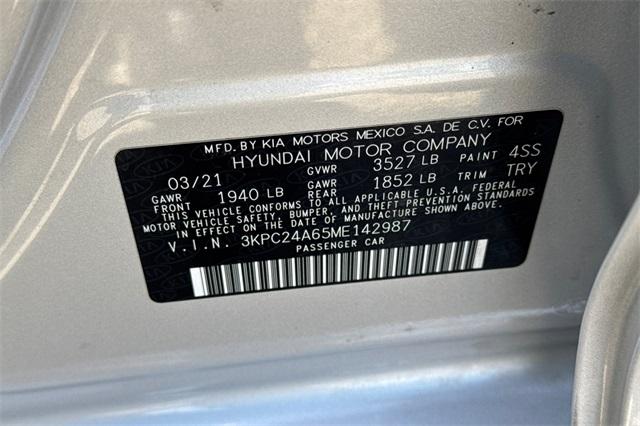 MFD. BY KIA MOTORS MEXICO S.A. DE C.V. FOR
HYUNDAI MOTOR COMPANY
03/21 GVWR 3527 LB PAINT 4SS
GAWR FRONT 1940 LB GAWR REAR 1852 LB TRIM TRY
THIS VEHICLE CONFORMS TO ALL APPLICABLE U.S.A. FEDERAL
MOTOR VEHICLE SAFETY, BUMPER, AND THEFT PREVENTION STANDARDS
IN EFFECT ON THE DATE OF MANUFACTURE SHOWN ABOVE.
V.I.N. 3KPC24A65ME142987
PASSENGER CAR